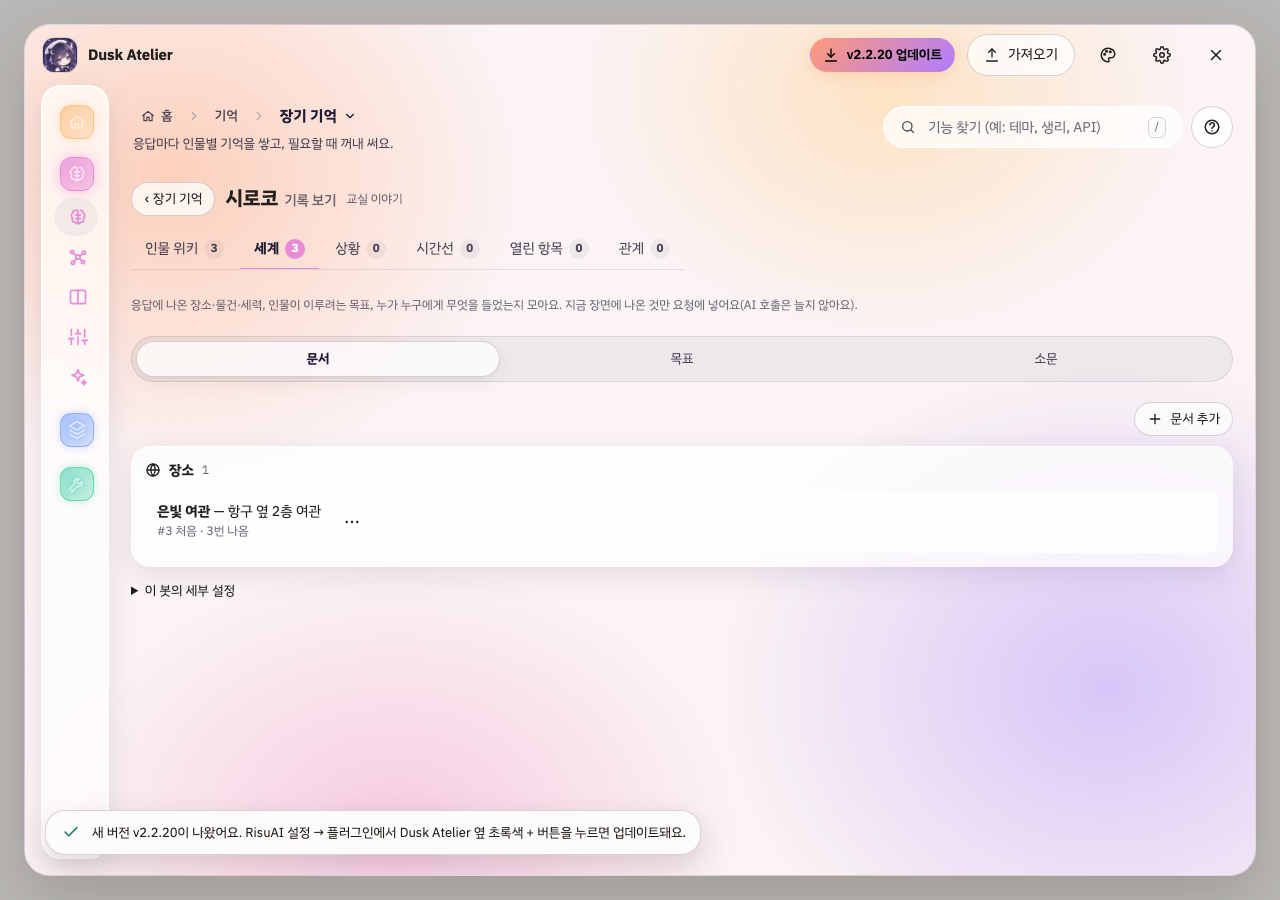 Dusk Atelier
v2.2.20 업데이트
가져오기
홈
기억
장기 기억
응답마다 인물별 기억을 쌓고, 필요할 때 꺼내 써요.
기능 찾기 (예: 테마, 생리, API)
/
‹ 장기 기억
시로코 기록 보기 교실 이야기
인물 위키 3
세계 3
상황 0
시간선 0
열린 항목 0
관계 0
응답에 나온 장소·물건·세력, 인물이 이루려는 목표, 누가 누구에게 무엇을 들었는지 모아요. 지금 장면에 나온 것만 요청에 넣어요(AI 호출은 늘지 않아요).
문서
목표
소문
문서 추가
장소 1
은빛 여관 — 항구 옆 2층 여관
#3 처음 · 3번 나옴
...
이 봇의 세부 설정
새 버전 v2.2.20이 나왔어요. RisuAI 설정 → 플러그인에서 Dusk Atelier 옆 초록색 + 버튼을 누르면 업데이트돼요.